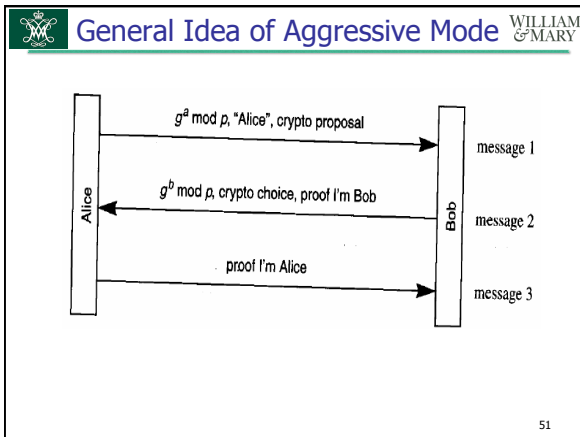 General Idea of Aggressive Mode
WILLIAM
& MARY
g^a mod p, "Alice", crypto proposal
message 1
g^b mod p, crypto choice, proof I'm Bob
message 2
Alice
Bob
proof I'm Alice
message 3
51